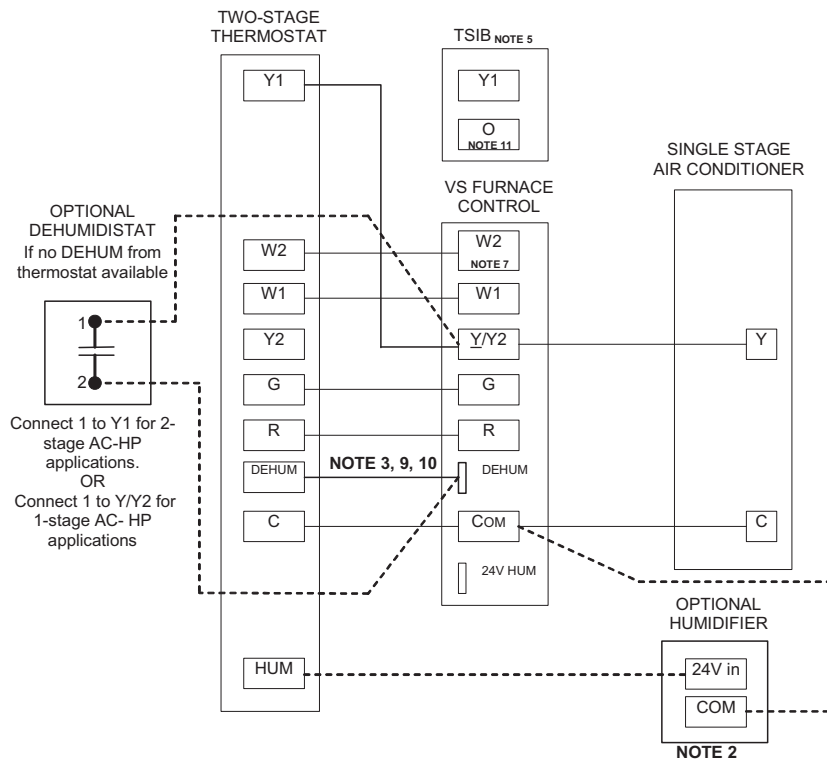 TWO-STAGE
THERMOSTAT
Y1
W2
W1
Y2
G
R
DEHUM
C
HUM
TSIB NOTE 5
Y1
O
NOTE 11
VS FURNACE
CONTROL
W2
NOTE 7
W1
Y/Y2
G
R
DEHUM
COM
24V HUM
NOTE 3, 9, 10
SINGLE STAGE
AIR CONDITIONER
Y
C
OPTIONAL
DEHUMIDISTAT
If no DEHUM from
thermostat available
1
2
Connect 1 to Y1 for 2-
stage AC-HP
applications.
OR
Connect 1 to Y/Y2 for
1-stage AC- HP
applications
OPTIONAL
HUMIDIFIER
24V in
COM
NOTE 2